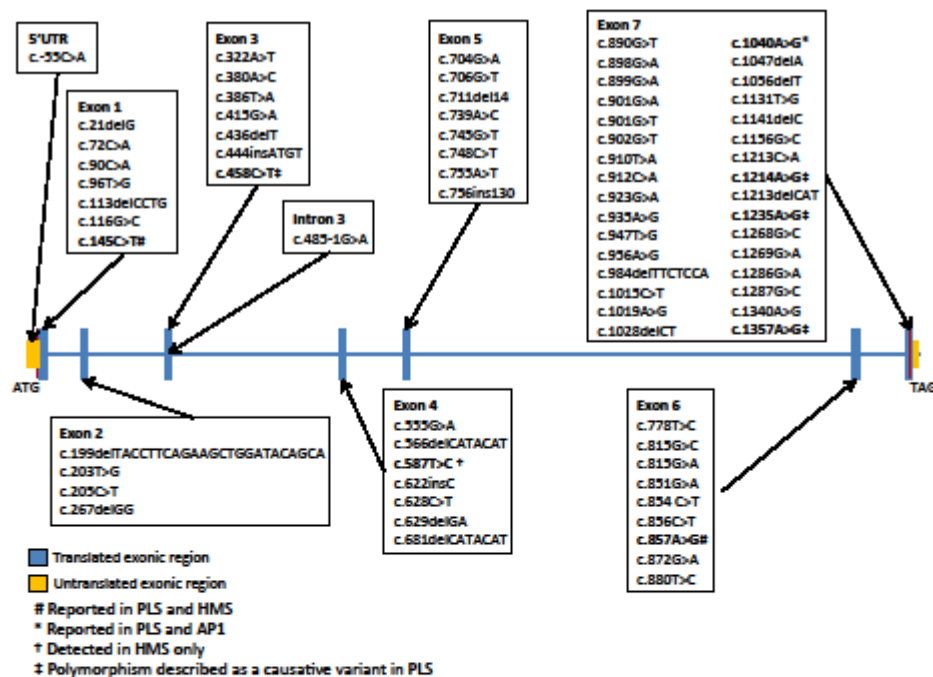 5'UTR
c.-55C>A
Exon 1
c.21delG
c.72C>A
c.90C>A
c.96T>G
c.113delCCTG
c.116G>C
c.145C>T#
Exon 3
c.322A>T
c.380A>C
c.386T>A
c.415G>A
c.436delT
c.444insATGT
c.458C>T‡
Intron 3
c.485-1G>A
Exon 5
c.704G>A
c.706G>T
c.711del14
c.739A>C
c.745G>T
c.748C>T
c.755A>T
c.756ins130
Exon 7
c.890G>T
c.898G>A
c.899G>A
c.901G>A
c.901G>T
c.902G>T
c.910T>A
c.912C>A
c.923G>A
c.935A>G
c.947T>G
c.956A>G
c.984delTTCTCCA
c.1015C>T
c.1019A>G
c.1028delCT
c.1040A>G*
c.1047delA
c.1056delT
c.1131T>G
c.1141delC
c.1156G>C
c.1213C>A
c.1214A>G‡
c.1213delCAT
c.1235A>G‡
c.1268G>C
c.1269G>A
c.1286G>A
c.1287G>C
c.1340A>G
c.1357A>G‡
ATG
TAG
Exon 2
c.199delTACCTTCAGAAGCTGGATACAGCA
c.203T>G
c.205C>T
c.267delGG
Exon 4
c.555G>A
c.566delCATACAT
c.587T>C †
c.622insC
c.628C>T
c.629delGA
c.681delCATACAT
Exon 6
c.778T>C
c.815G>C
c.815G>A
c.851G>A
c.854 C>T
c.856C>T
c.857A>G#
c.872G>A
c.880T>C
Translated exonic region
Untranslated exonic region
# Reported in PLS and HMS
* Reported in PLS and AP1
† Detected in HMS only
‡ Polymorphism described as a causative variant in PLS